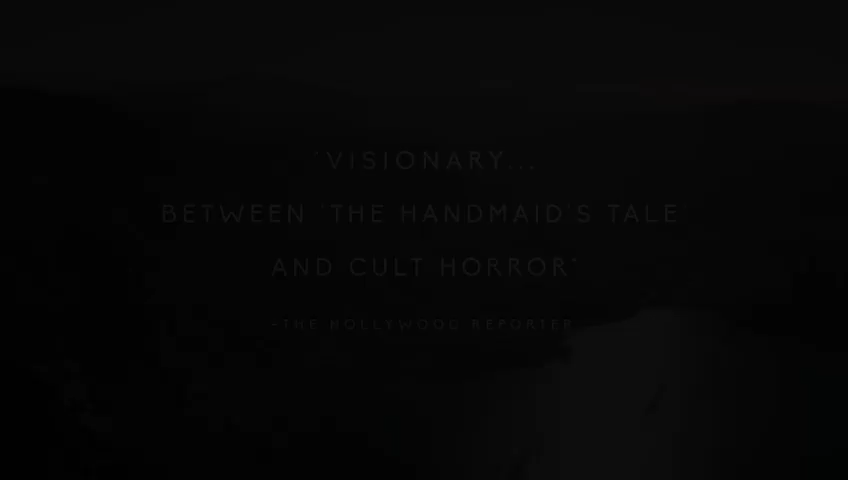 "VISIONARY...
BETWEEN 'THE HANDMAID'S TALE'
AND CULT HORROR"
-THE HOLLYWOOD REPORTER